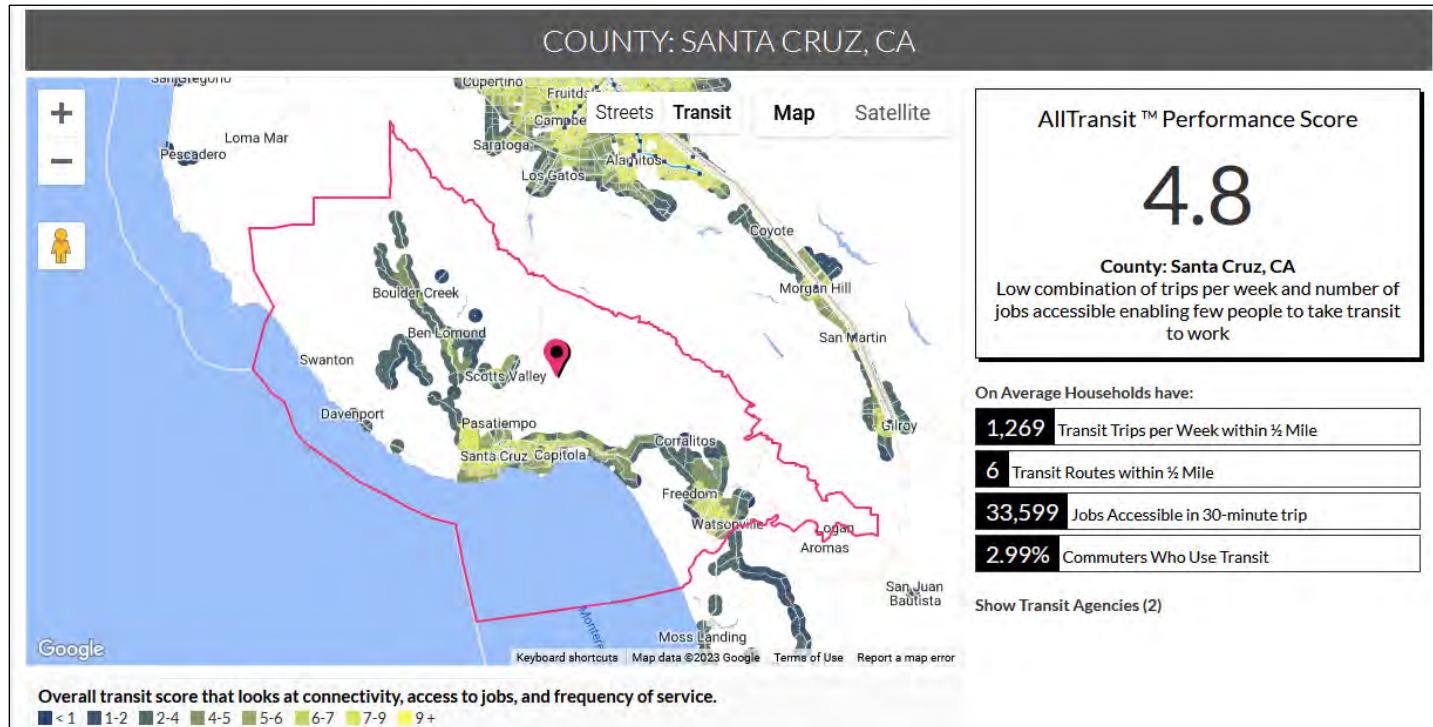 COUNTY: SANTA CRUZ, CA
+
−
Streets Transit
Map Satellite
San Gregorio
Cupertino
Loma Mar
Pescadero
Saratoga
Alamitos
Los Gatos
Coyote
Morgan Hill
San Martin
Gilroy
Boulder Creek
Ben Lomond
Swanton
Scotts Valley
Davenport
Pasatiempo
Santa Cruz Capitola
Corralitos
Freedom
Watsonville
Logan
Aromas
San Juan
Bautista
Moss Landing
Google
Keyboard shortcuts Map data ©2023 Google Terms of Use Report a map error
Overall transit score that looks at connectivity, access to jobs, and frequency of service.
< 1 1-2 2-4 4-5 5-6 6-7 7-9 9 +
AllTransit ™ Performance Score
4.8
County: Santa Cruz, CA
Low combination of trips per week and number of
jobs accessible enabling few people to take transit
to work
On Average Households have:
1,269 Transit Trips per Week within ½ Mile
6 Transit Routes within ½ Mile
33,599 Jobs Accessible in 30-minute trip
2.99% Commuters Who Use Transit
Show Transit Agencies (2)